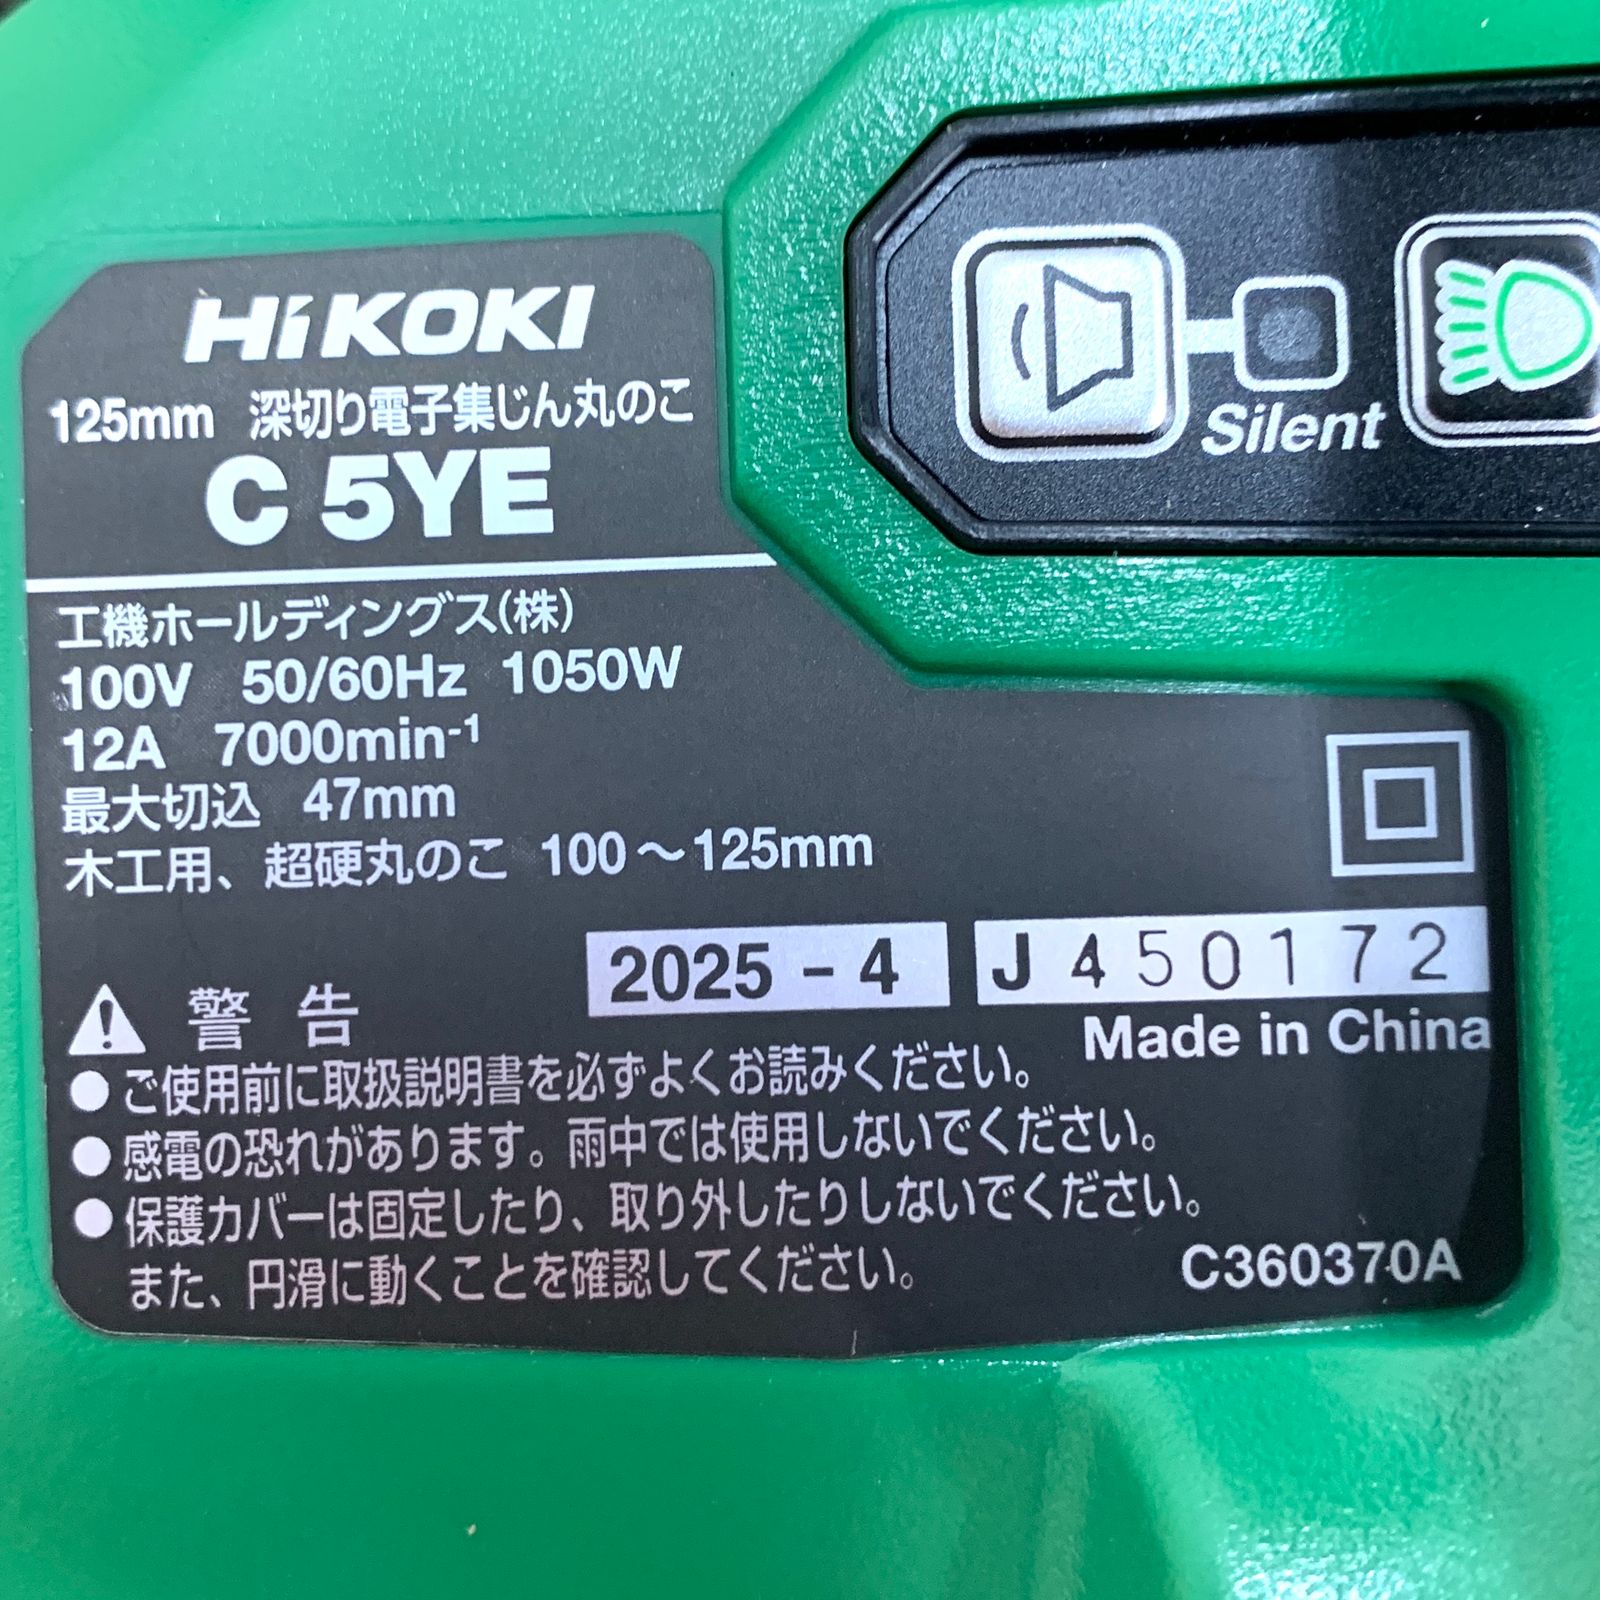 HiKOKI
125mm 深切り電子集じん丸のこ
C 5YE
Silent
工機ホールディングス(株)
100V 50/60Hz 1050W
12A 7000min-1
最大切込 47mm
木工用、超硬丸のこ 100～125mm
2025 - 4 J 450172
Made in China
警告
●ご使用前に取扱説明書を必ずよくお読みください。
●感電の恐れがあります。雨中では使用しないでください。
●保護カバーは固定したり、取り外したりしないでください。
また、円滑に動くことを確認してください。
C360370A